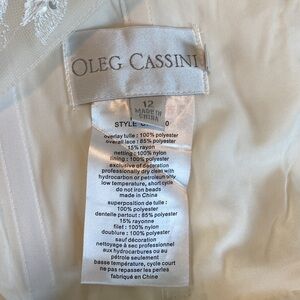 OLEG CASSINI
12
MADE IN
CHINA
STYLE
overlay tulle : 100% polyester
overall lace : 85% polyester
15% rayon
netting : 100% nylon
lining : 100% polyester
exclusive of decoration
professionally dry clean with
hydrocarbon or petroleum only
low temperature, short cycle
do not iron beads
made in China
superposition de tulle :
100% polyester
dentelle partout : 85% polyester
15% rayonne
filet : 100% nylon
doublure : 100% polyester
sauf décoration
nettoyage à sec professionnel
aux hydrocarbures ou au
pétrole seulement
basse température, cycle court
ne pas repasser les perles
fabriqué en Chine